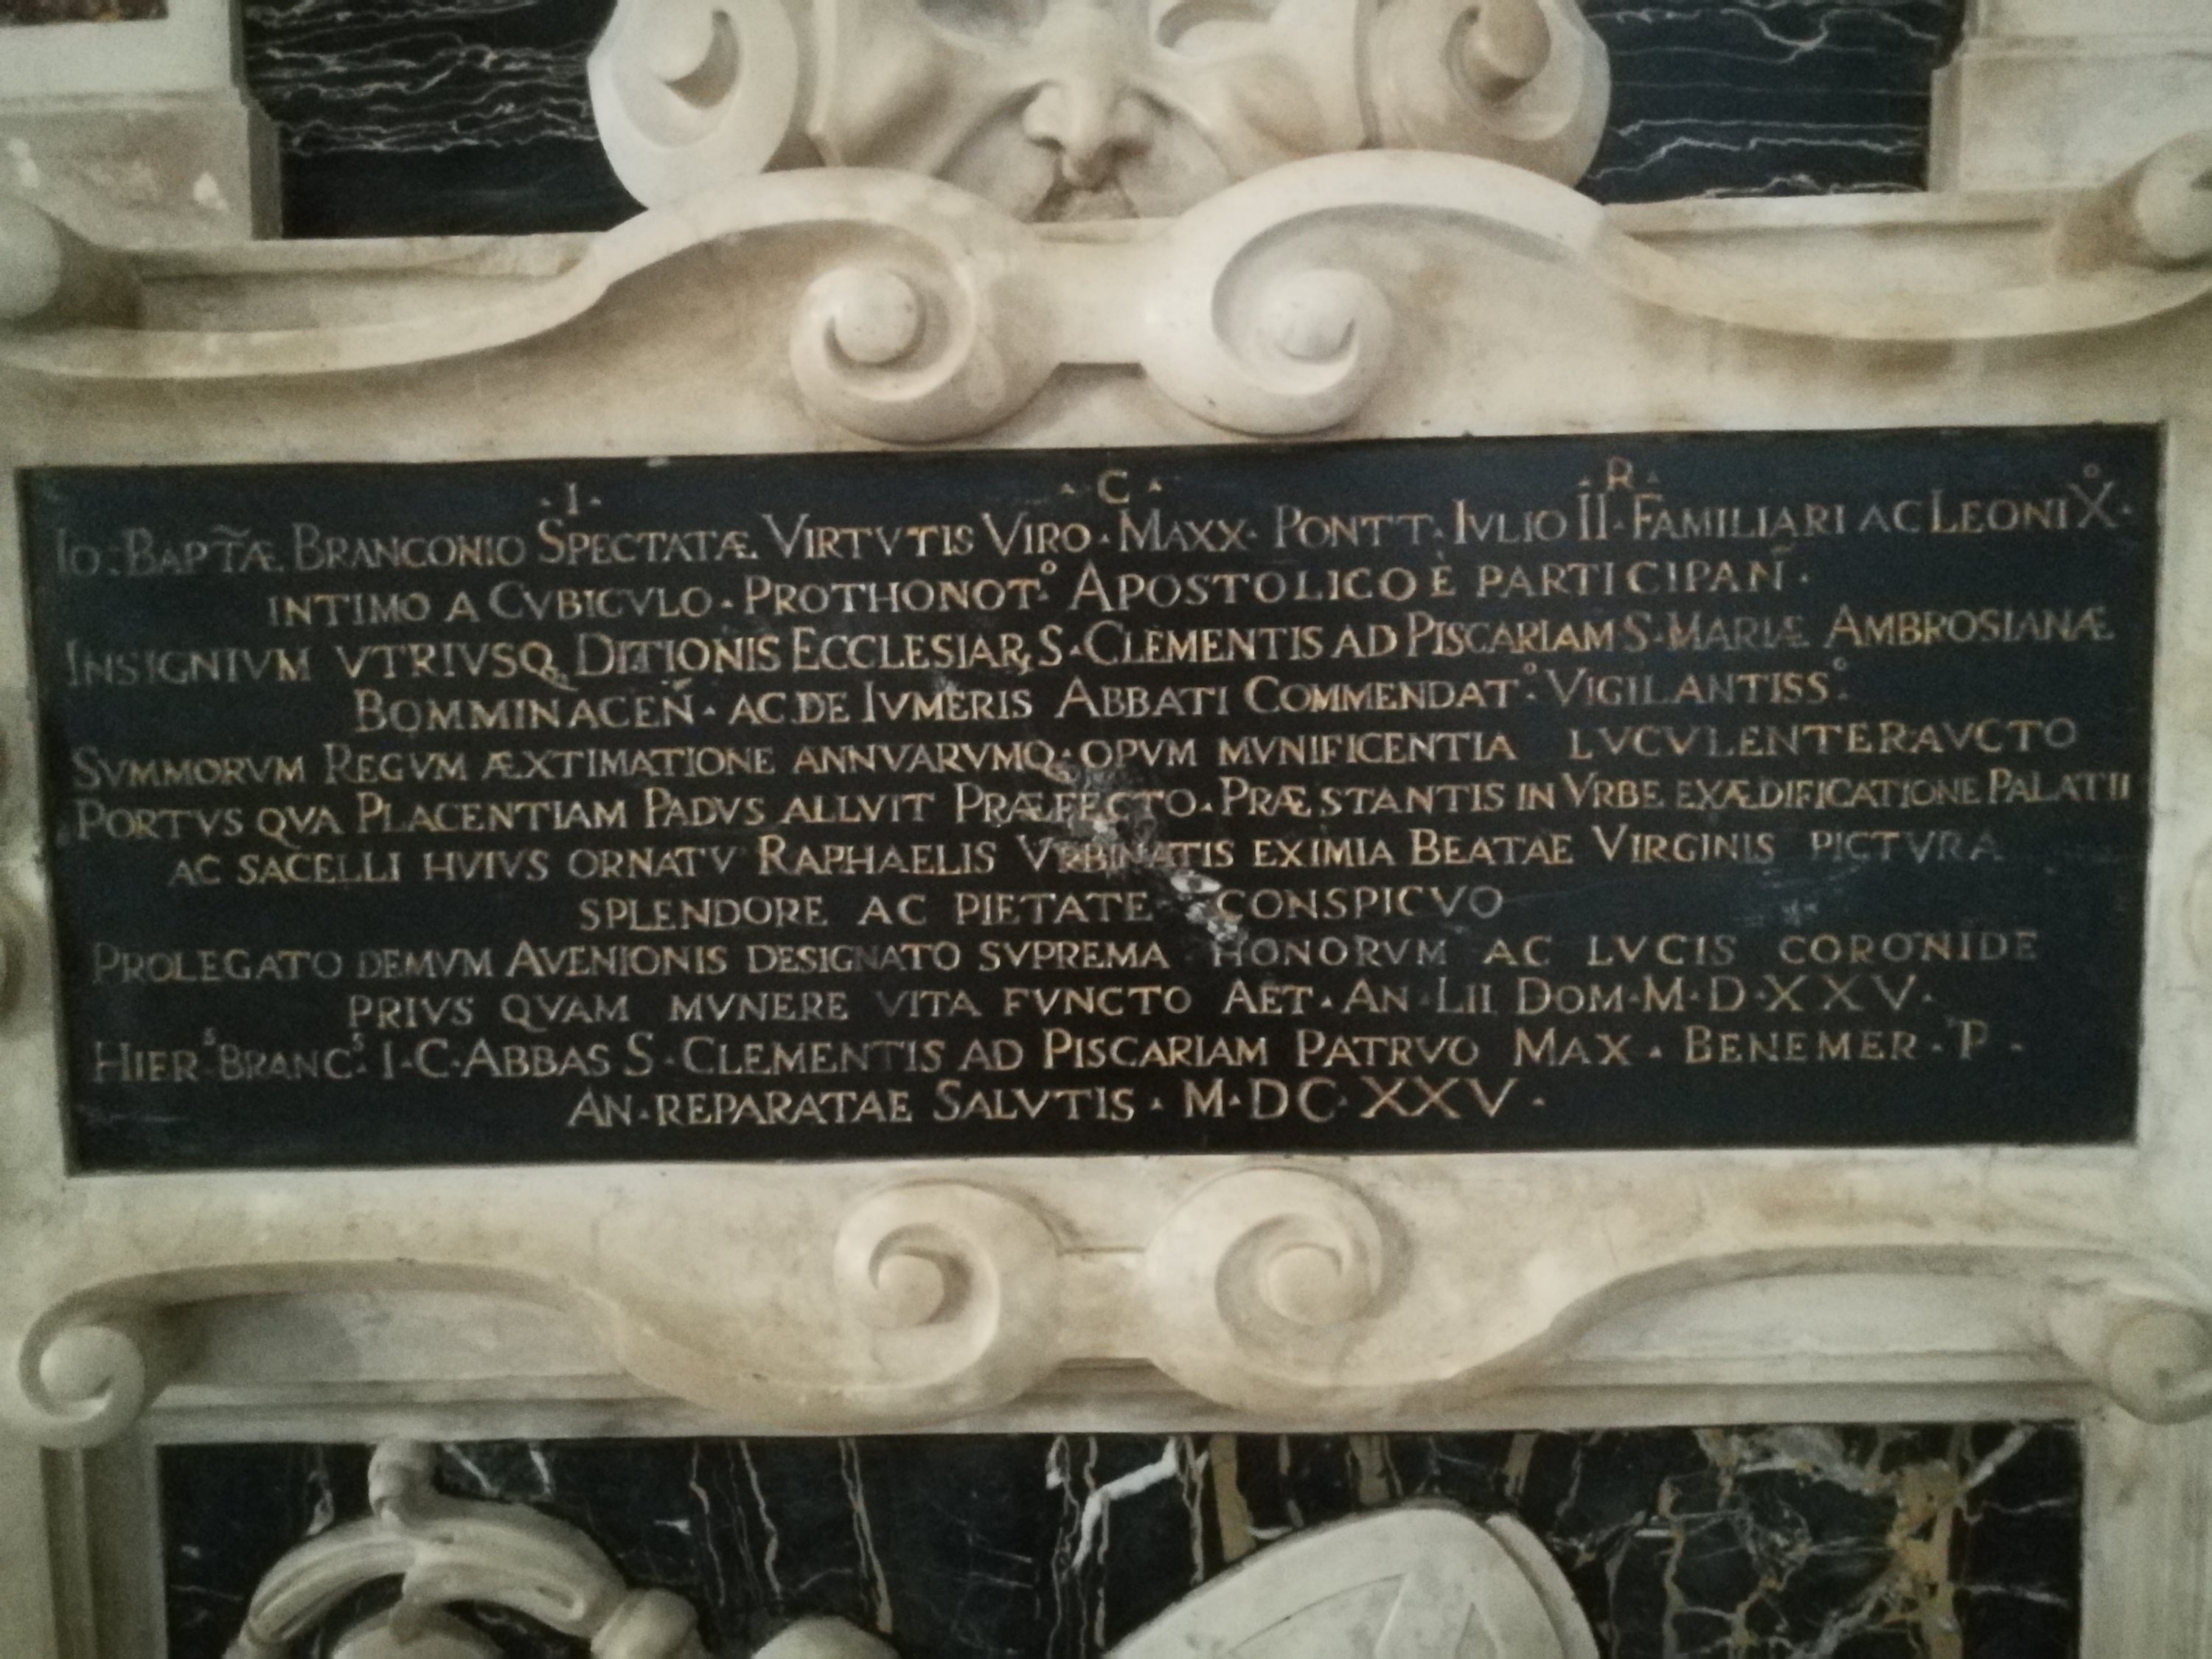 ·I· ·C· ·R·
IO: BAPTÃE BRANCONIO SPECTATÆ VIRTVTIS VIRO · MAXX · PONTT · IVLIO II · FAMILIARI AC LEONI Xº ·
INTIMO A CVBICVLO · PROTHONOT.º APOSTOLICO È PARTICIPAÑ ·
INSIGNIVM VTRIVSQ; DITIONIS ECCLESIAR; S · CLEMENTIS AD PISCARIAM S · MARIÆ AMBROSIANÆ
BOMMINACEÑ · AC DE IVMERIS ABBATI COMMENDAT.º VIGILANTISS.º
SVMMORVM REGVM ÆXTIMATIONE ANNVARVMQ · OPVM MVNIFICENTIA LVCVLENTER AVCTO
PORTVS QVA PLACENTIAM PADVS ALLVIT PRÆFECTO · PRÆSTANTIS IN VRBE EXÆDIFICATIONE PALATII
AC SACELLI HVIVS ORNATV RAPHAELIS VRBINATIS EXIMIA BEATAE VIRGINIS PICTVRA
SPLENDORE AC PIETATE CONSPICVO
PROLEGATO DEMVM AVENIONIS DESIGNATO SVPREMA HONORVM AC LVCIS CORONIDE
PRIVS QVAM MVNERE VITA FVNCTO AET · AN · LII DOM · M · D · XXV ·
HIER.s BRANC.s I · C · ABBAS S · CLEMENTIS AD PISCARIAM PATRVO MAX · BENEMER · P ·
AN · REPARATAE SALVTIS · M · DC · XXV ·